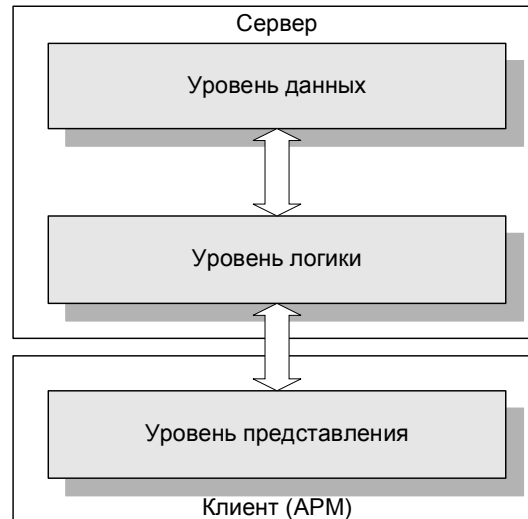 Сервер
Уровень данных
Уровень логики
Уровень представления
Клиент (АРМ)